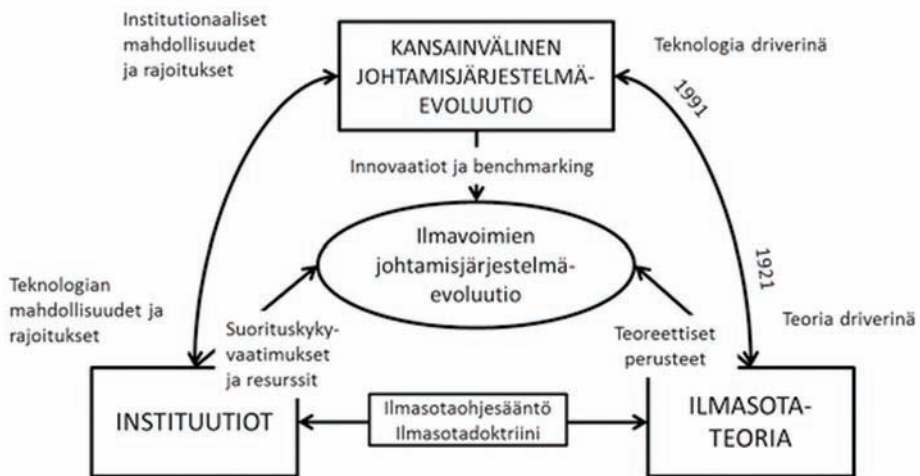 Institutionaaliset
mahdollisuudet
ja rajoitukset
KANSAINVÄLINEN
JOHTAMISJÄRJESTELMÄ-
EVOLUUTIO
Teknologia driverinä
1991
Innovaatiot ja benchmarking
Ilmavoimien
johtamisjärjestelmä-
evoluutio
1921
Teknologian
mahdollisuudet ja
rajoitukset
Suorituskyky-
vaatimukset
ja resurssit
Teoreettiset
perusteet
Teoria driverinä
INSTITUUTIOT
Ilmasotaohjesääntö
Ilmasotadoktriini
ILMASOTA-
TEORIA